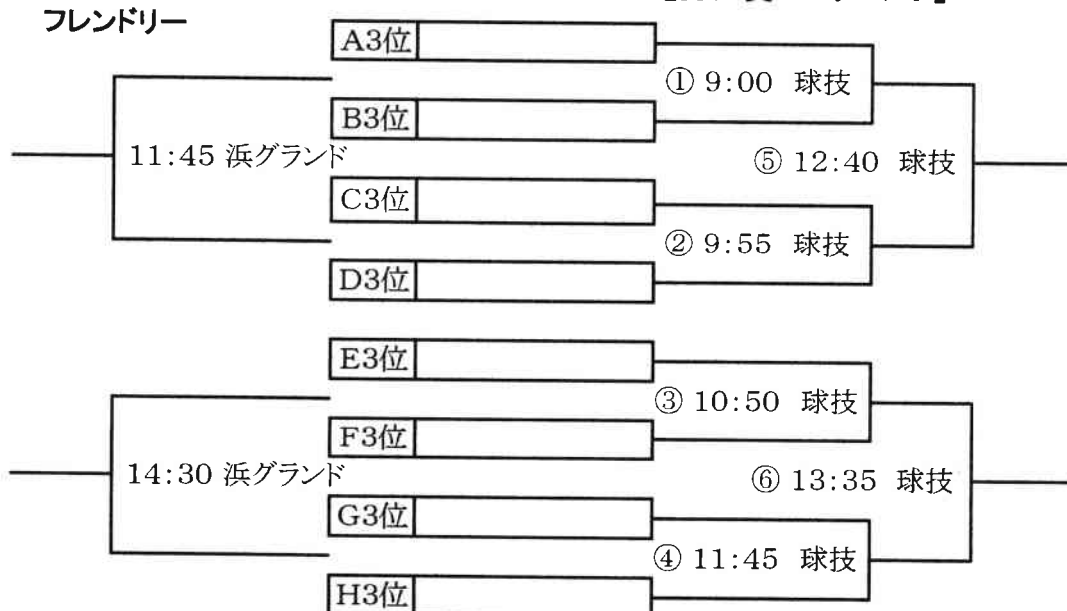 フレンドリー
A3位
① 9:00 球技
B3位
11:45 浜グランド
⑤ 12:40 球技
C3位
② 9:55 球技
D3位
E3位
③ 10:50 球技
F3位
14:30 浜グランド
⑥ 13:35 球技
G3位
④ 11:45 球技
H3位